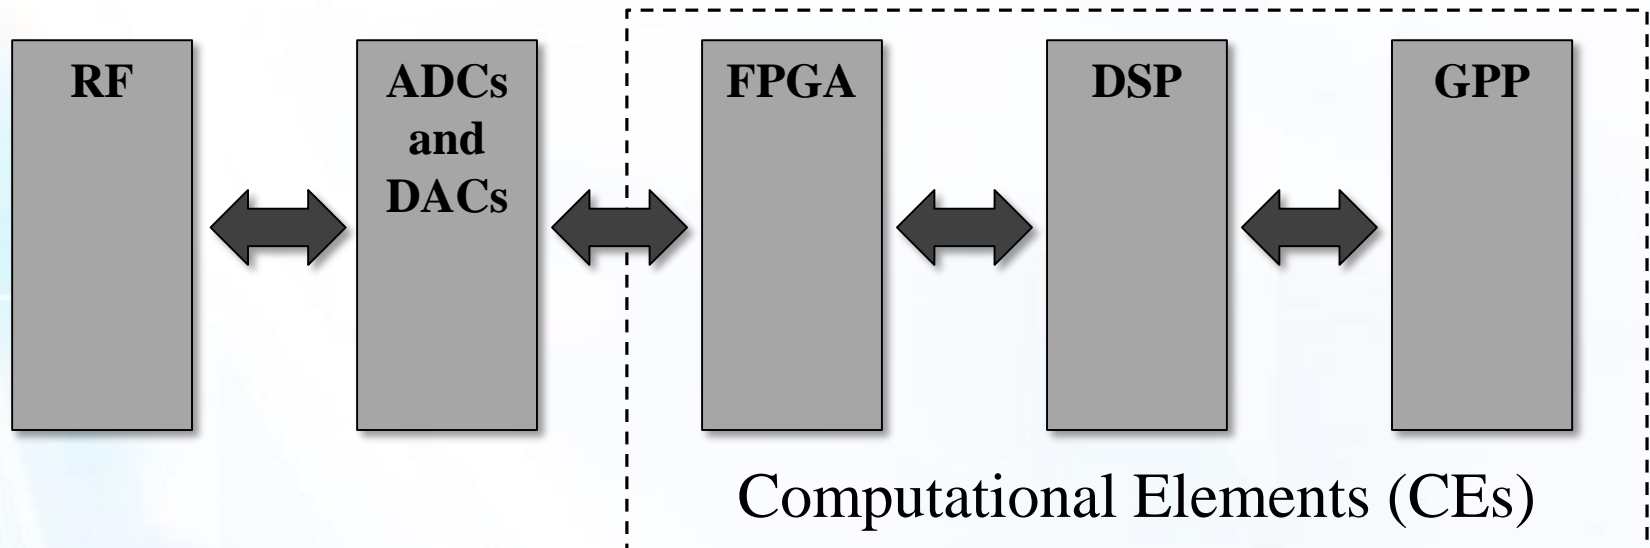 RF
ADCs
and
DACs
FPGA
DSP
GPP
Computational Elements (CEs)